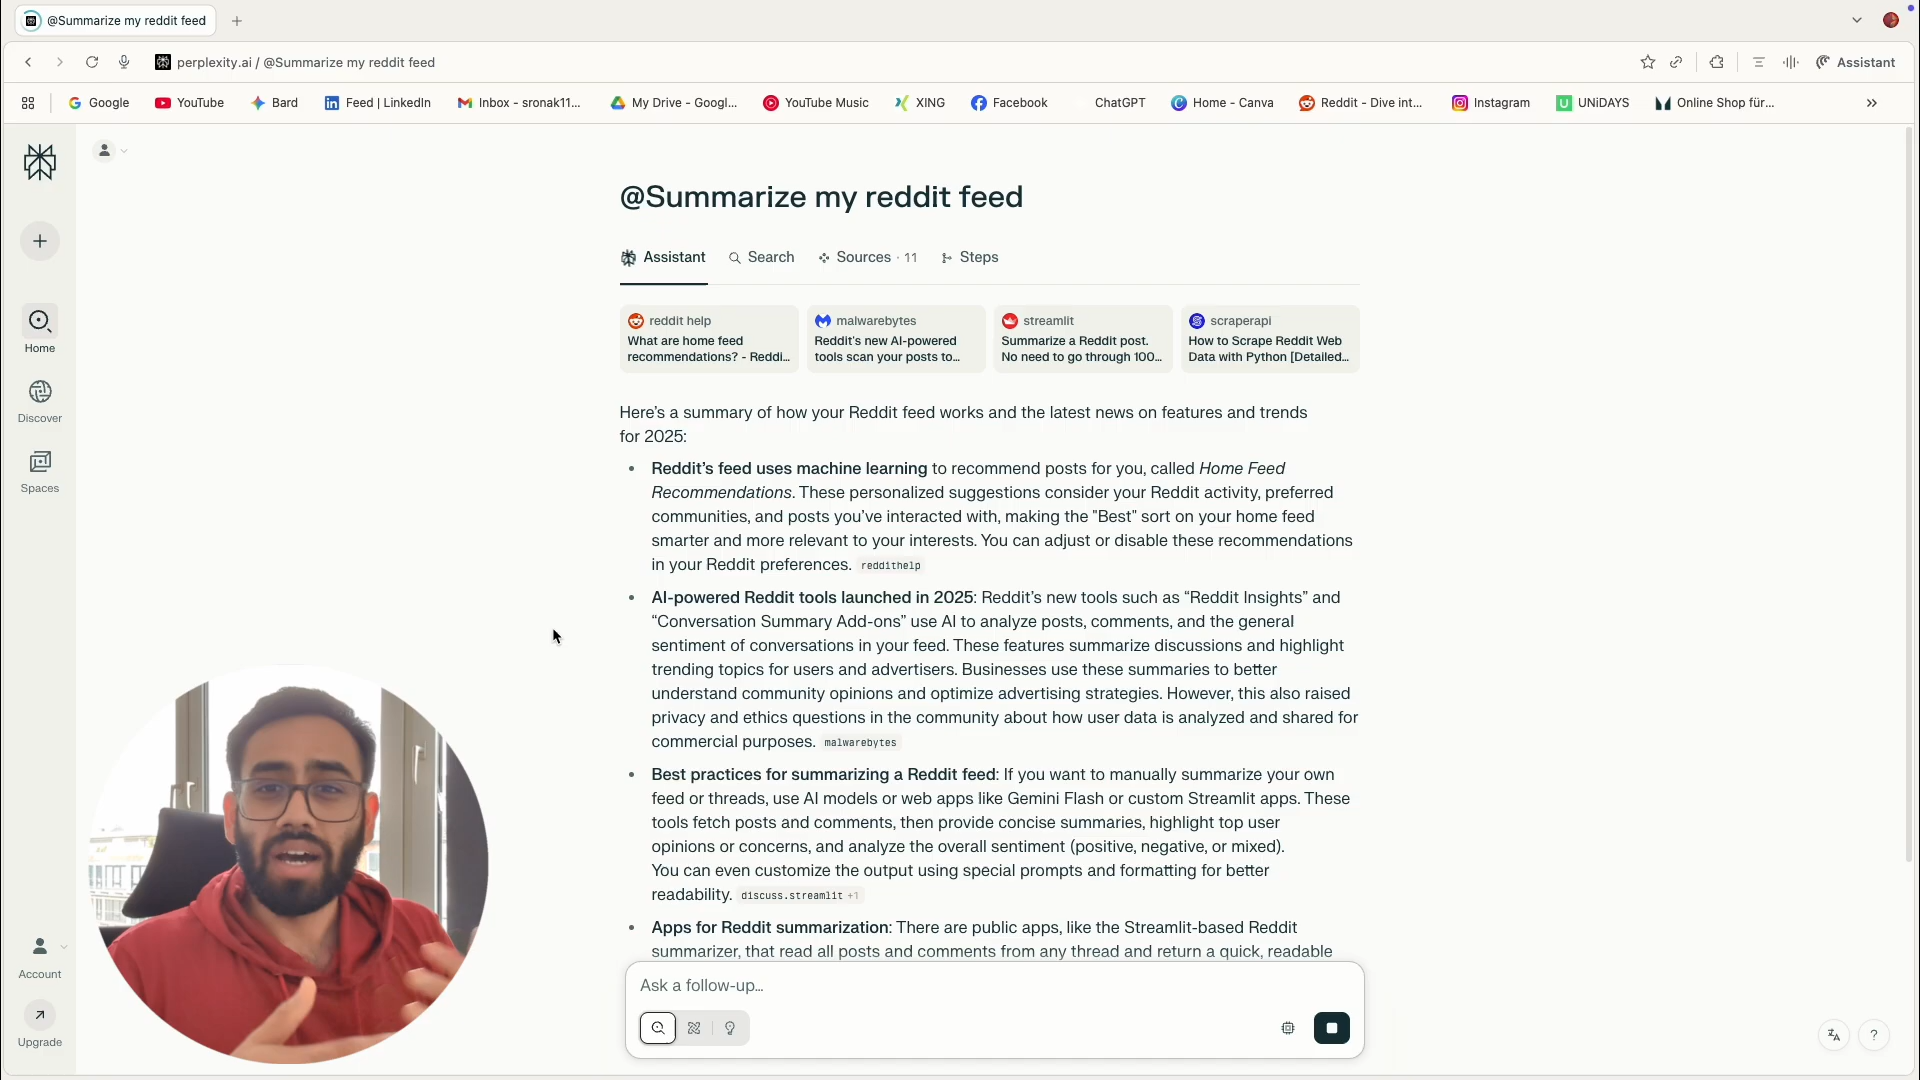 @Summarize my reddit feed
perplexity.ai / @Summarize my reddit feed
Assistant
Google
YouTube
Bard
Feed | LinkedIn
Inbox - sronak11...
My Drive - Googl...
YouTube Music
XING
Facebook
ChatGPT
Home - Canva
Reddit - Dive int...
Instagram
UNiDAYS
Online Shop für...
@Summarize my reddit feed
Assistant
Search
Sources · 11
Steps
reddit help
What are home feed
recommendations? - Reddi...
malwarebytes
Reddit's new AI-powered
tools scan your posts to...
streamlit
Summarize a Reddit post.
No need to go through 100...
scraperapi
How to Scrape Reddit Web
Data with Python [Detailed...
Here's a summary of how your Reddit feed works and the latest news on features and trends
for 2025:
• Reddit's feed uses machine learning to recommend posts for you, called Home Feed
Recommendations. These personalized suggestions consider your Reddit activity, preferred
communities, and posts you've interacted with, making the "Best" sort on your home feed
smarter and more relevant to your interests. You can adjust or disable these recommendations
in your Reddit preferences. reddithelp
• AI-powered Reddit tools launched in 2025: Reddit's new tools such as “Reddit Insights” and
“Conversation Summary Add-ons” use AI to analyze posts, comments, and the general
sentiment of conversations in your feed. These features summarize discussions and highlight
trending topics for users and advertisers. Businesses use these summaries to better
understand community opinions and optimize advertising strategies. However, this also raised
privacy and ethics questions in the community about how user data is analyzed and shared for
commercial purposes. malwarebytes
• Best practices for summarizing a Reddit feed: If you want to manually summarize your own
feed or threads, use AI models or web apps like Gemini Flash or custom Streamlit apps. These
tools fetch posts and comments, then provide concise summaries, highlight top user
opinions or concerns, and analyze the overall sentiment (positive, negative, or mixed).
You can even customize the output using special prompts and formatting for better
readability. discuss.streamlit +1
• Apps for Reddit summarization: There are public apps, like the Streamlit-based Reddit
summarizer, that read all posts and comments from any thread and return a quick, readable
Ask a follow-up...
Home
Discover
Spaces
Account
Upgrade
?